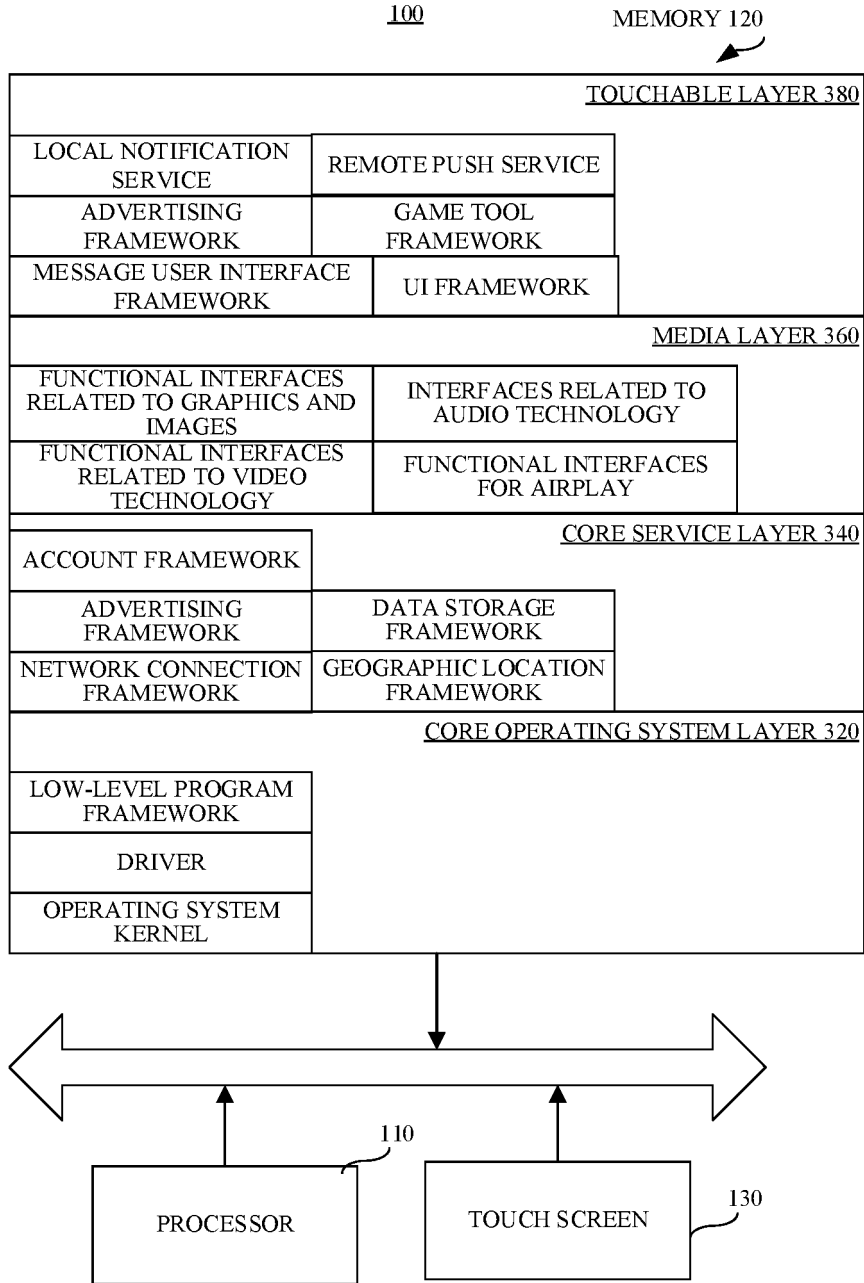 100
MEMORY 120
TOUCHABLE LAYER 380
LOCAL NOTIFICATION
SERVICE
REMOTE PUSH SERVICE
ADVERTISING
FRAMEWORK
GAME TOOL
FRAMEWORK
MESSAGE USER INTERFACE
FRAMEWORK
UI FRAMEWORK
MEDIA LAYER 360
FUNCTIONAL INTERFACES
RELATED TO GRAPHICS AND
IMAGES
INTERFACES RELATED TO
AUDIO TECHNOLOGY
FUNCTIONAL INTERFACES
RELATED TO VIDEO
TECHNOLOGY
FUNCTIONAL INTERFACES
FOR AIRPLAY
CORE SERVICE LAYER 340
ACCOUNT FRAMEWORK
ADVERTISING
FRAMEWORK
DATA STORAGE
FRAMEWORK
NETWORK CONNECTION
FRAMEWORK
GEOGRAPHIC LOCATION
FRAMEWORK
CORE OPERATING SYSTEM LAYER 320
LOW-LEVEL PROGRAM
FRAMEWORK
DRIVER
OPERATING SYSTEM
KERNEL
110
PROCESSOR
TOUCH SCREEN
130